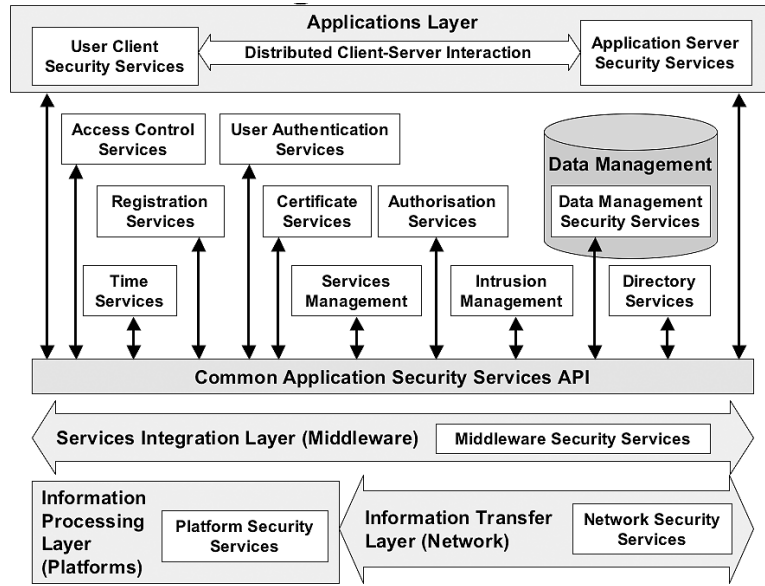 Applications Layer
User Client
Security Services
Distributed Client-Server Interaction
Application Server
Security Services
Access Control
Services
User Authentication
Services
Data Management
Registration
Services
Certificate
Services
Authorisation
Services
Data Management
Security Services
Time
Services
Services
Management
Intrusion
Management
Directory
Services
Common Application Security Services API
Services Integration Layer (Middleware)
Middleware Security Services
Information
Processing
Layer
(Platforms)
Platform Security
Services
Information Transfer
Layer (Network)
Network Security
Services